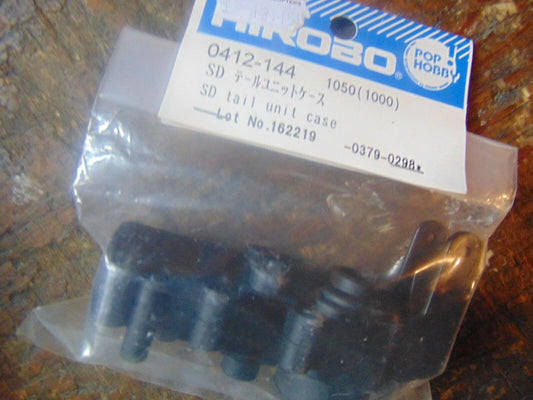 HIROBO®
POP HOBBY
0412-144 1050(1000)
SD テールユニットケース
SD tail unit case
Lot No.162219 -0379-0298.